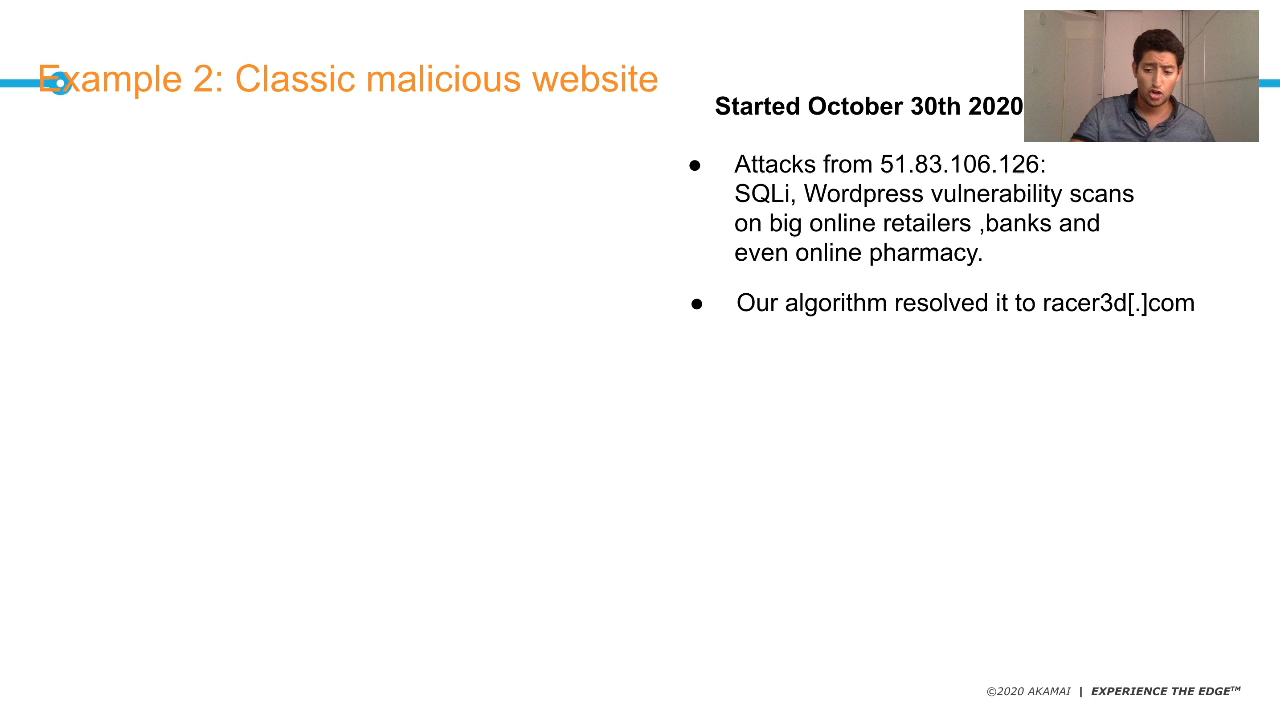 Example 2: Classic malicious website
Started October 30th 2020
● Attacks from 51.83.106.126:
SQLi, Wordpress vulnerability scans
on big online retailers ,banks and
even online pharmacy.
● Our algorithm resolved it to racer3d[.]com
©2020 AKAMAI | EXPERIENCE THE EDGE™